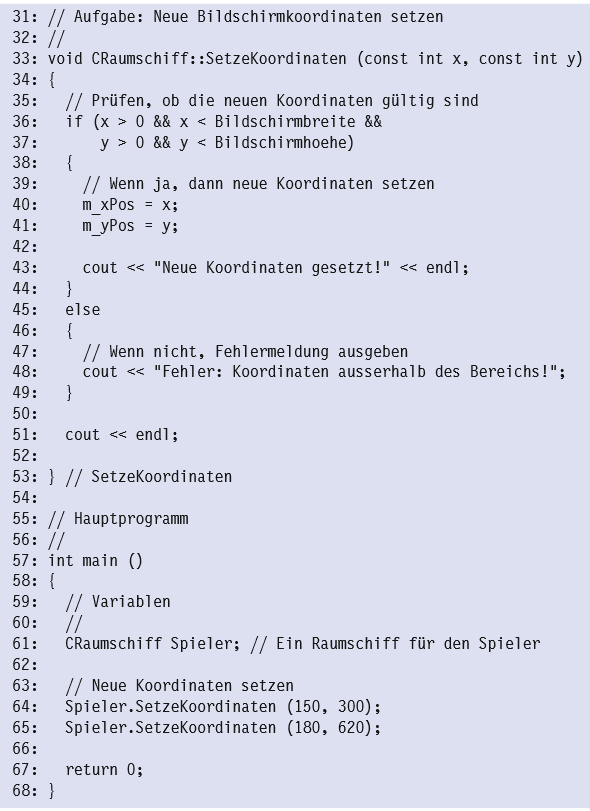 31: // Aufgabe: Neue Bildschirmkoordinaten setzen
32: //
33: void CRaumschiff::SetzeKoordinaten (const int x, const int y)
34: {
35:   // Prüfen, ob die neuen Koordinaten gültig sind
36:   if (x > 0 && x < Bildschirmbreite &&
37:       y > 0 && y < Bildschirmhoehe)
38:   {
39:     // Wenn ja, dann neue Koordinaten setzen
40:     m_xPos = x;
41:     m_yPos = y;
42:
43:     cout << "Neue Koordinaten gesetzt!" << endl;
44:   }
45:   else
46:   {
47:     // Wenn nicht, Fehlermeldung ausgeben
48:     cout << "Fehler: Koordinaten ausserhalb des Bereichs!";
49:   }
50:
51:   cout << endl;
52:
53: } // SetzeKoordinaten
54:
55: // Hauptprogramm
56: //
57: int main ()
58: {
59:   // Variablen
60:   //
61:   CRaumschiff Spieler; // Ein Raumschiff für den Spieler
62:
63:   // Neue Koordinaten setzen
64:   Spieler.SetzeKoordinaten (150, 300);
65:   Spieler.SetzeKoordinaten (180, 620);
66:
67:   return 0;
68: }